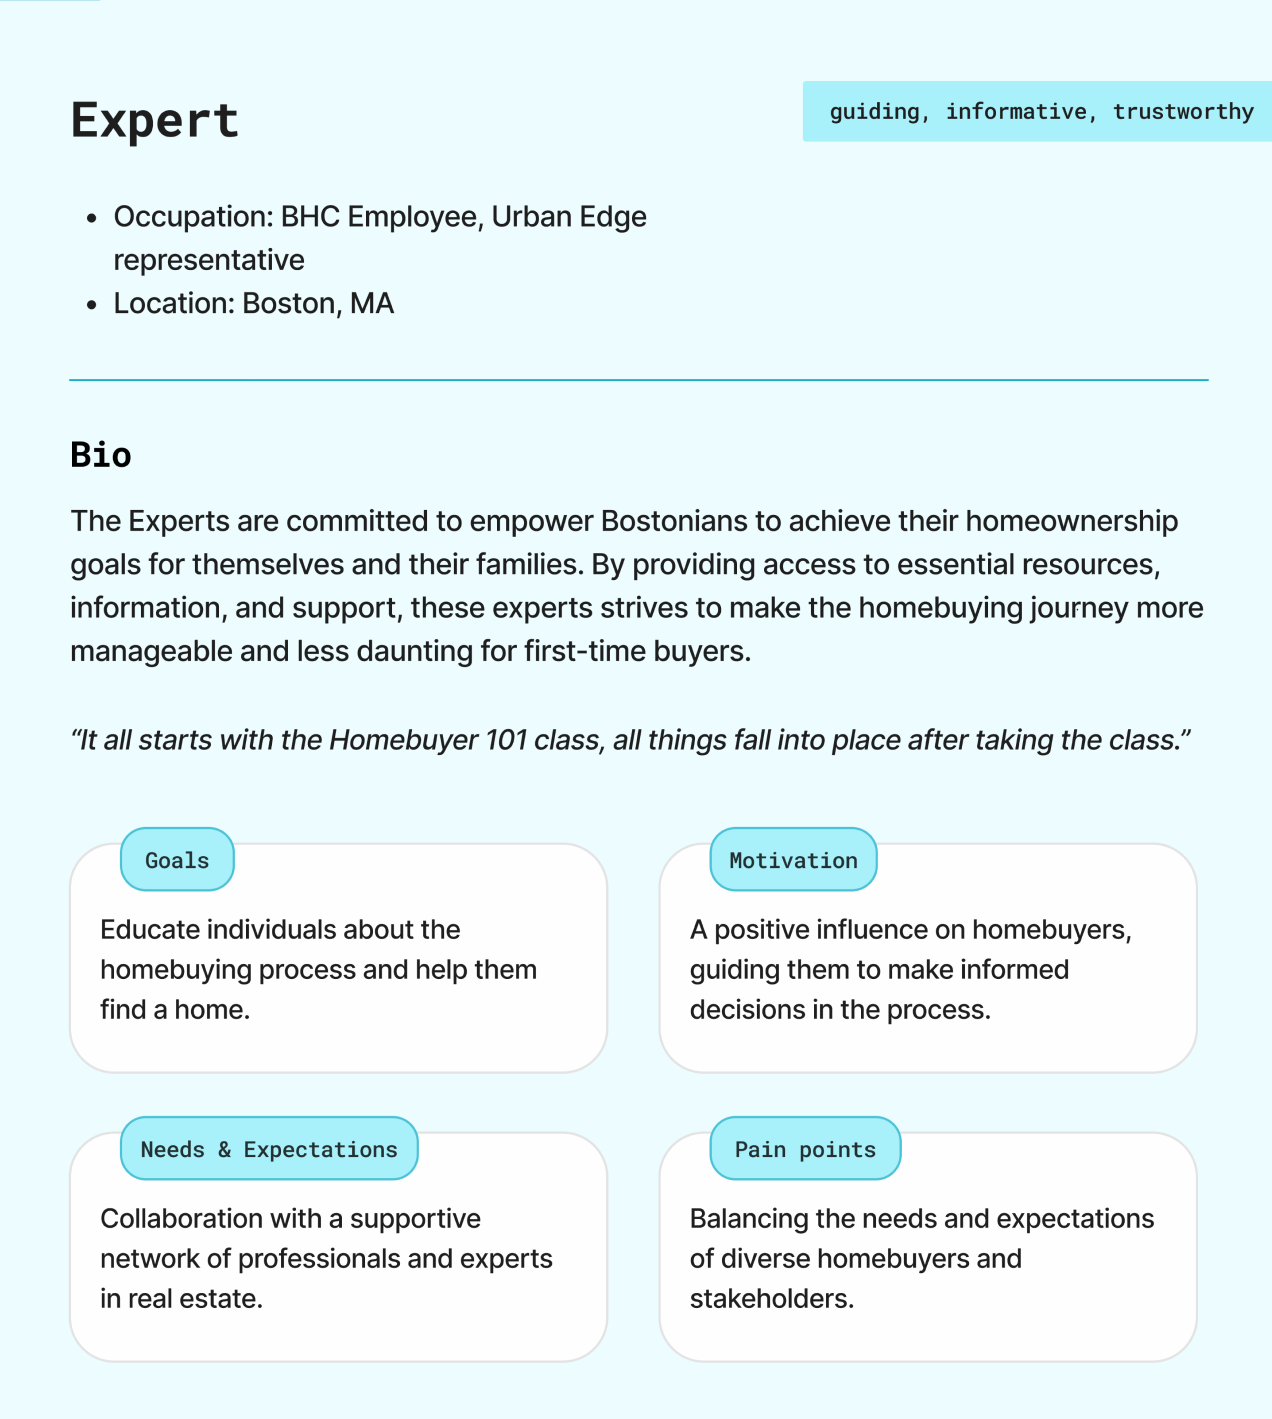 Expert
guiding, informative, trustworthy
• Occupation: BHC Employee, Urban Edge
representative
• Location: Boston, MA
Bio
The Experts are committed to empower Bostonians to achieve their homeownership
goals for themselves and their families. By providing access to essential resources,
information, and support, these experts strives to make the homebuying journey more
manageable and less daunting for first-time buyers.
“It all starts with the Homebuyer 101 class, all things fall into place after taking the class.”
Goals
Educate individuals about the
homebuying process and help them
find a home.
Motivation
A positive influence on homebuyers,
guiding them to make informed
decisions in the process.
Needs & Expectations
Collaboration with a supportive
network of professionals and experts
in real estate.
Pain points
Balancing the needs and expectations
of diverse homebuyers and
stakeholders.